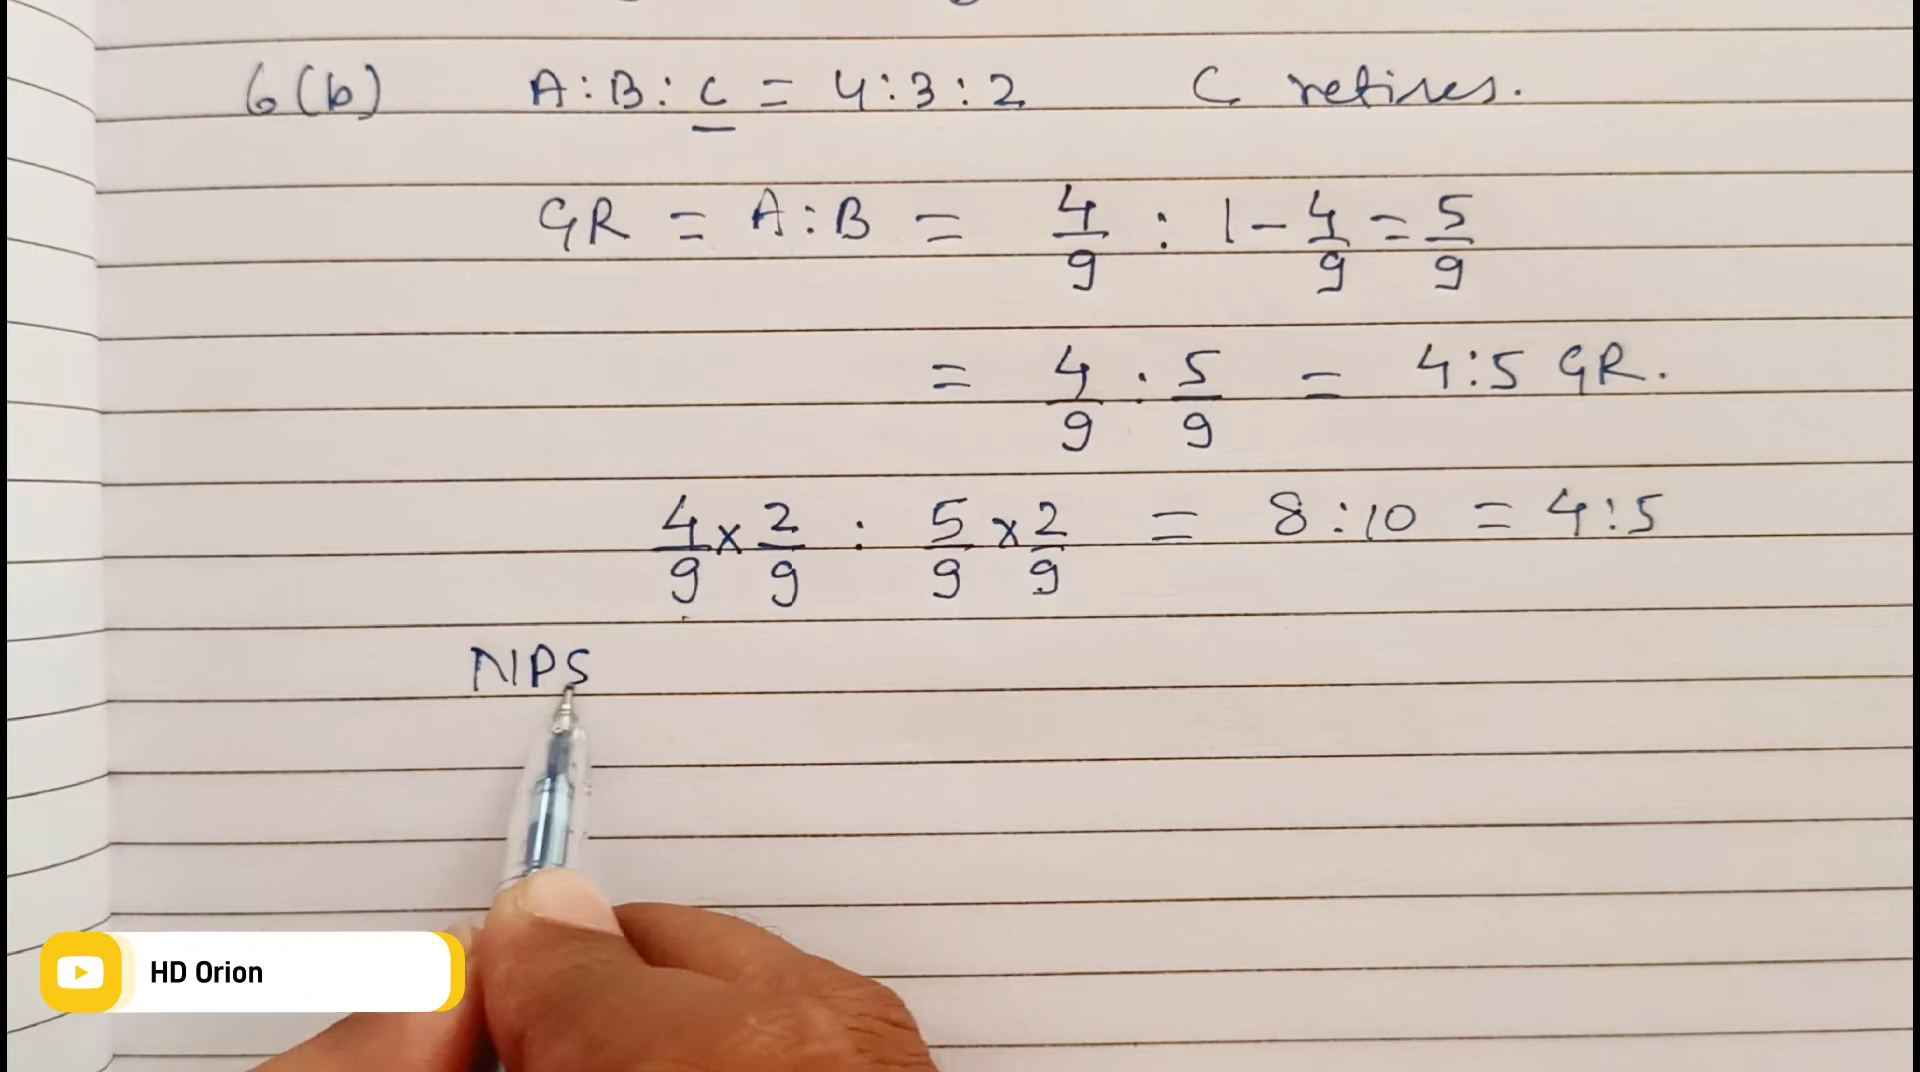 6(b) A:B:C = 4:3:2 C retires.
GR = A:B = 4/9 : 1 - 4/9 = 5/9
= 4/9 : 5/9 = 4:5 GR.
4/9 x 2/9 : 5/9 x 2/9 = 8:10 = 4:5
NPS
HD Orion